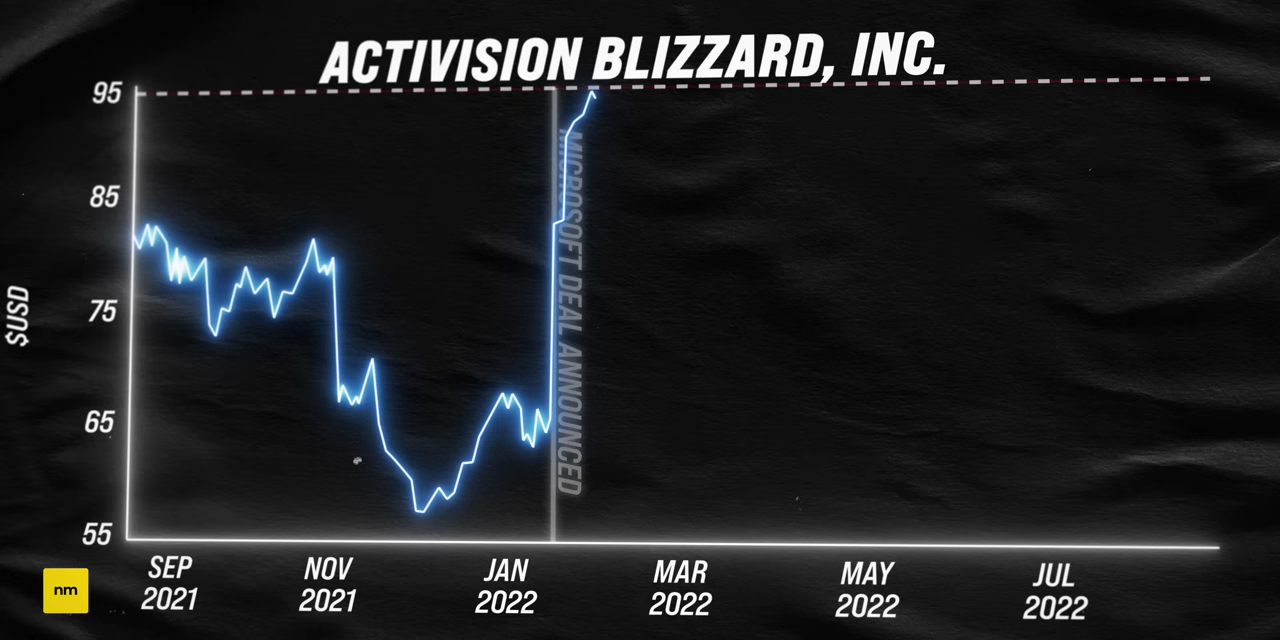 ACTIVISION BLIZZARD, INC.
95
85
75
65
55
$USD
MICROSOFT DEAL ANNOUNCED
SEP 2021
NOV 2021
JAN 2022
MAR 2022
MAY 2022
JUL 2022
nm